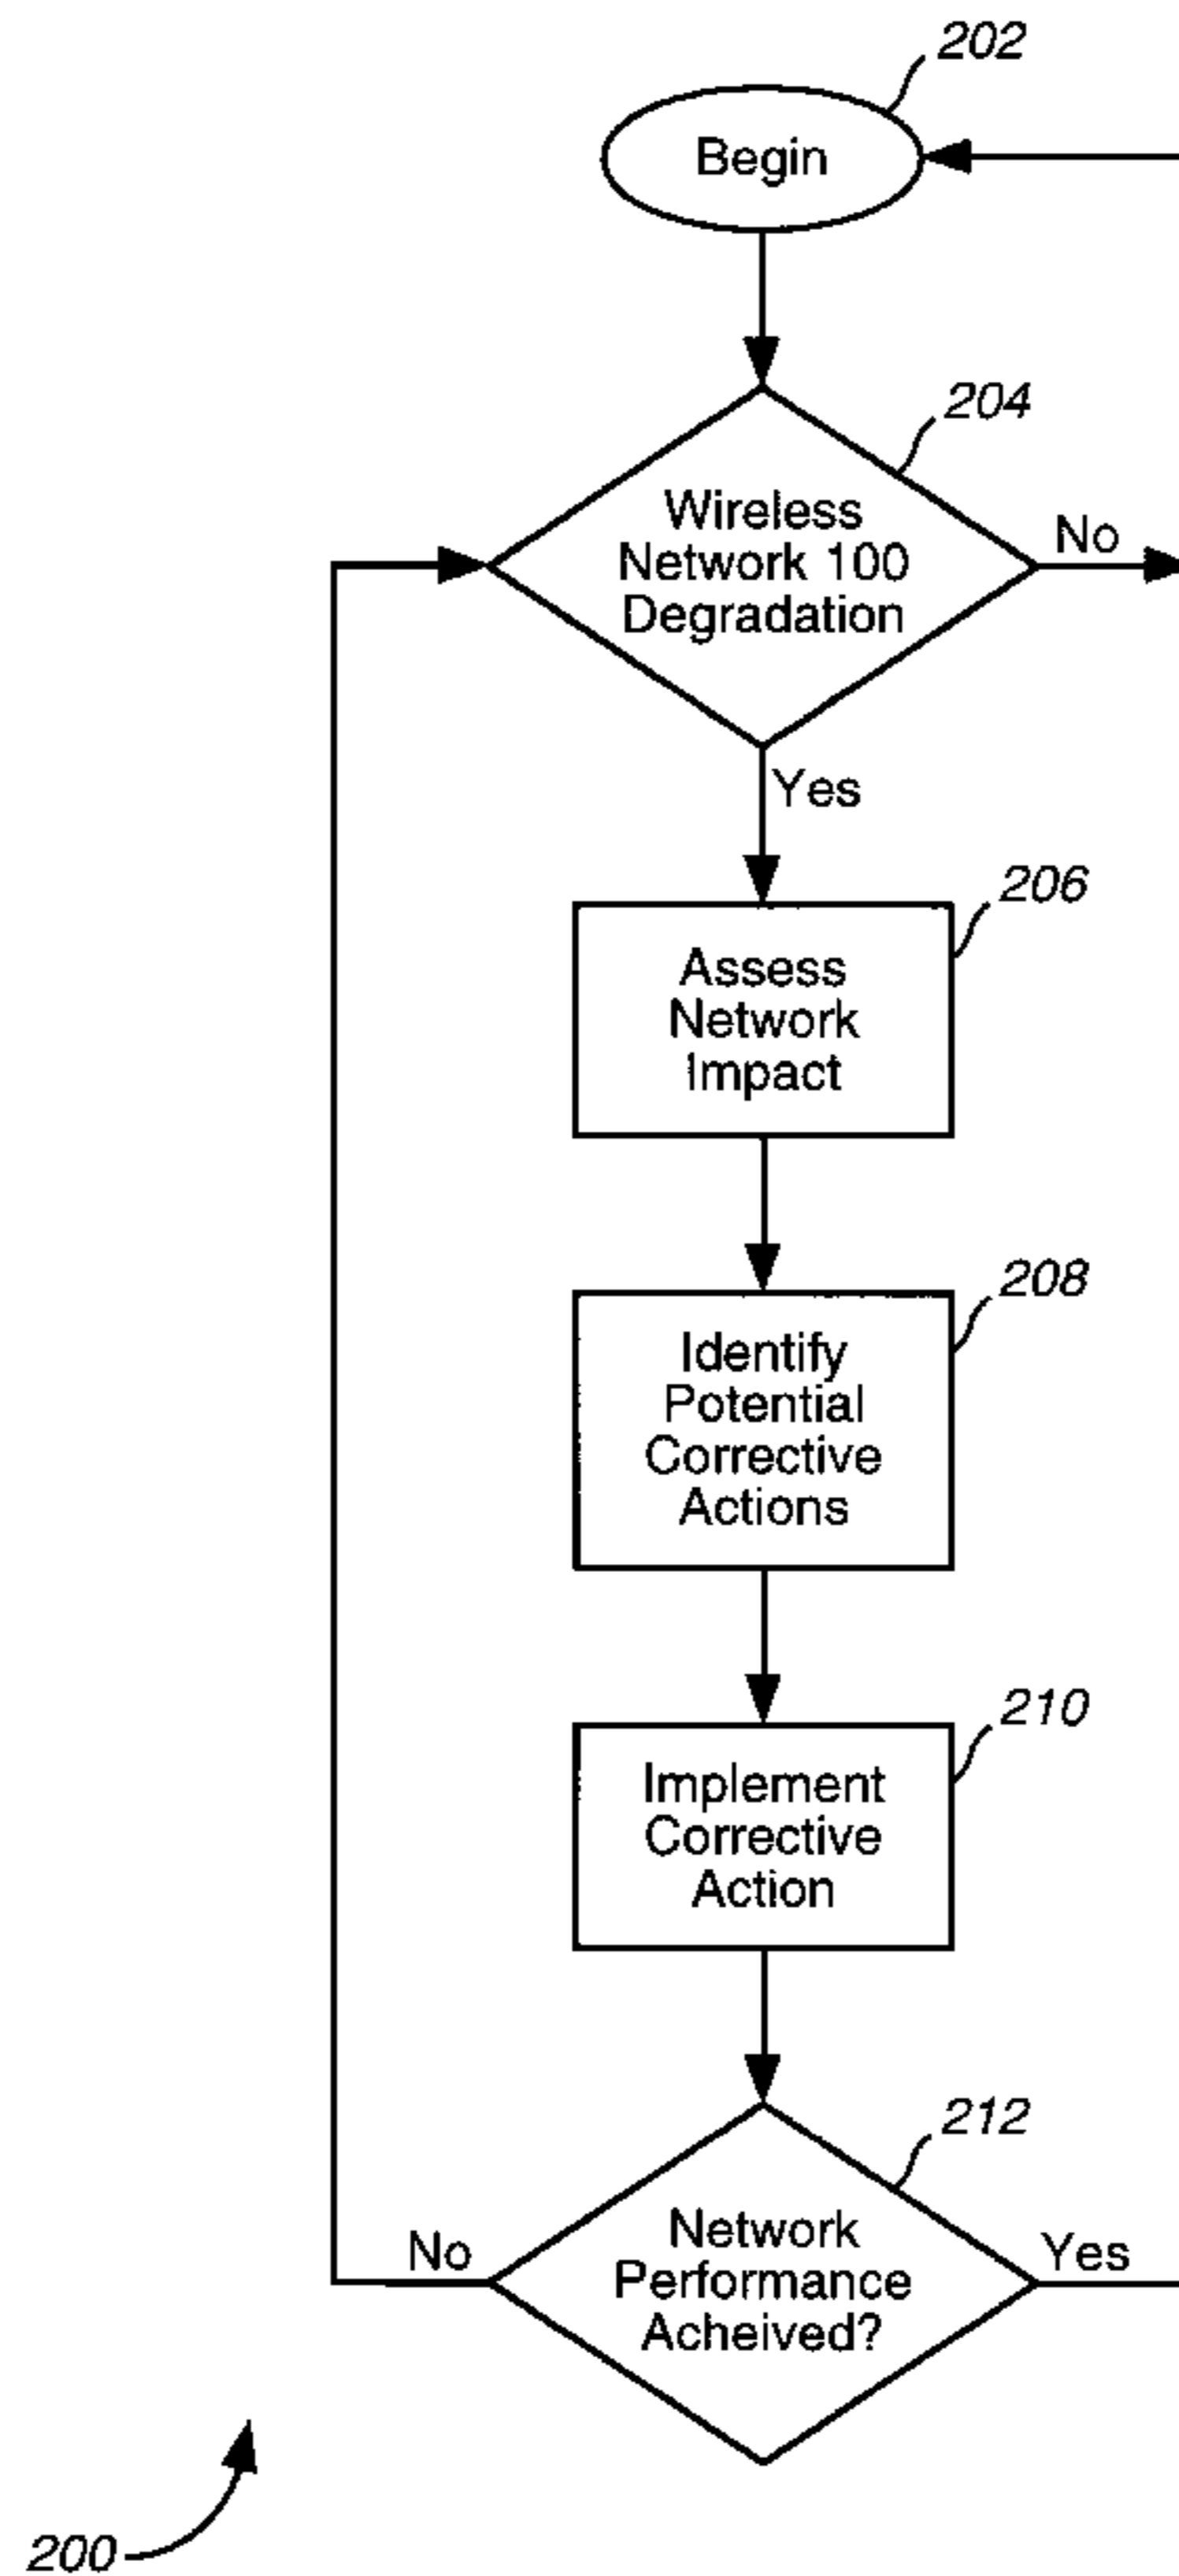 202
Begin
204
Wireless
Network 100
Degradation
No
Yes
206
Assess
Network
Impact
208
Identify
Potential
Corrective
Actions
210
Implement
Corrective
Action
212
No
Network
Performance
Acheived?
Yes
200